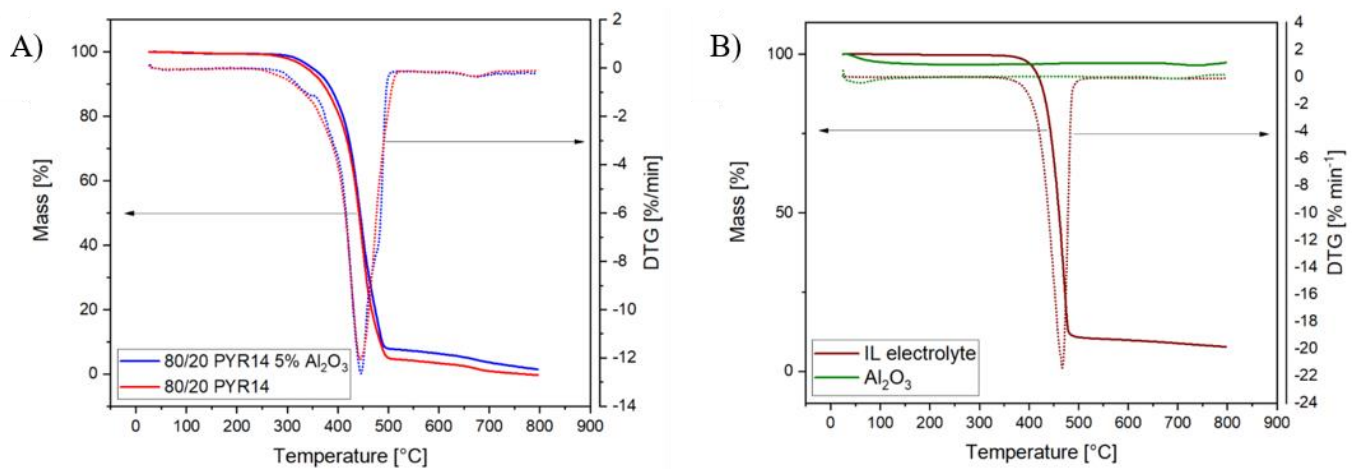 A)
Mass [%]
100
80
60
40
20
0
80/20 PYR14 5% Al₂O₃
80/20 PYR14
0 100 200 300 400 500 600 700 800 900
Temperature [°C]
2
0
-2
-4
-6
-8
-10
-12
-14
DTG [%/min]
B)
Mass [%]
100
50
0
IL electrolyte
Al₂O₃
0 100 200 300 400 500 600 700 800 900
Temperature [°C]
4
2
0
-2
-4
-6
-8
-10
-12
-14
-16
-18
-20
-22
-24
DTG [% min⁻¹]